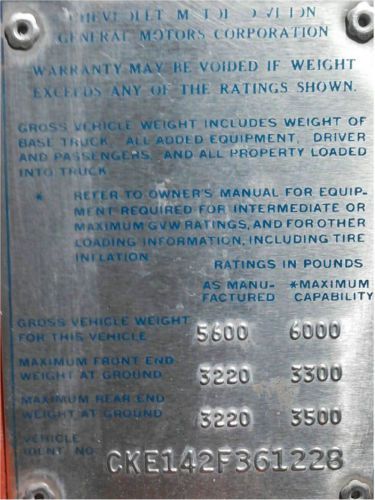 CHEVROLET MOTOR DIVISION
GENERAL MOTORS CORPORATION
WARRANTY MAY BE VOIDED IF WEIGHT
EXCEEDS ANY OF THE RATINGS SHOWN.
GROSS VEHICLE WEIGHT INCLUDES WEIGHT OF
BASE TRUCK, ALL ADDED EQUIPMENT, DRIVER
AND PASSENGERS, AND ALL PROPERTY LOADED
INTO TRUCK
* REFER TO OWNER'S MANUAL FOR EQUIP-
MENT REQUIRED FOR INTERMEDIATE OR
MAXIMUM GVW RATINGS, AND FOR OTHER
LOADING INFORMATION, INCLUDING TIRE
INFLATION
RATINGS IN POUNDS
AS MANU- *MAXIMUM
FACTURED CAPABILITY
GROSS VEHICLE WEIGHT
FOR THIS VEHICLE 5600 6000
MAXIMUM FRONT END
WEIGHT AT GROUND 3220 3300
MAXIMUM REAR END
WEIGHT AT GROUND 3220 3500
VEHICLE
IDENT. NO. CKE142F361228